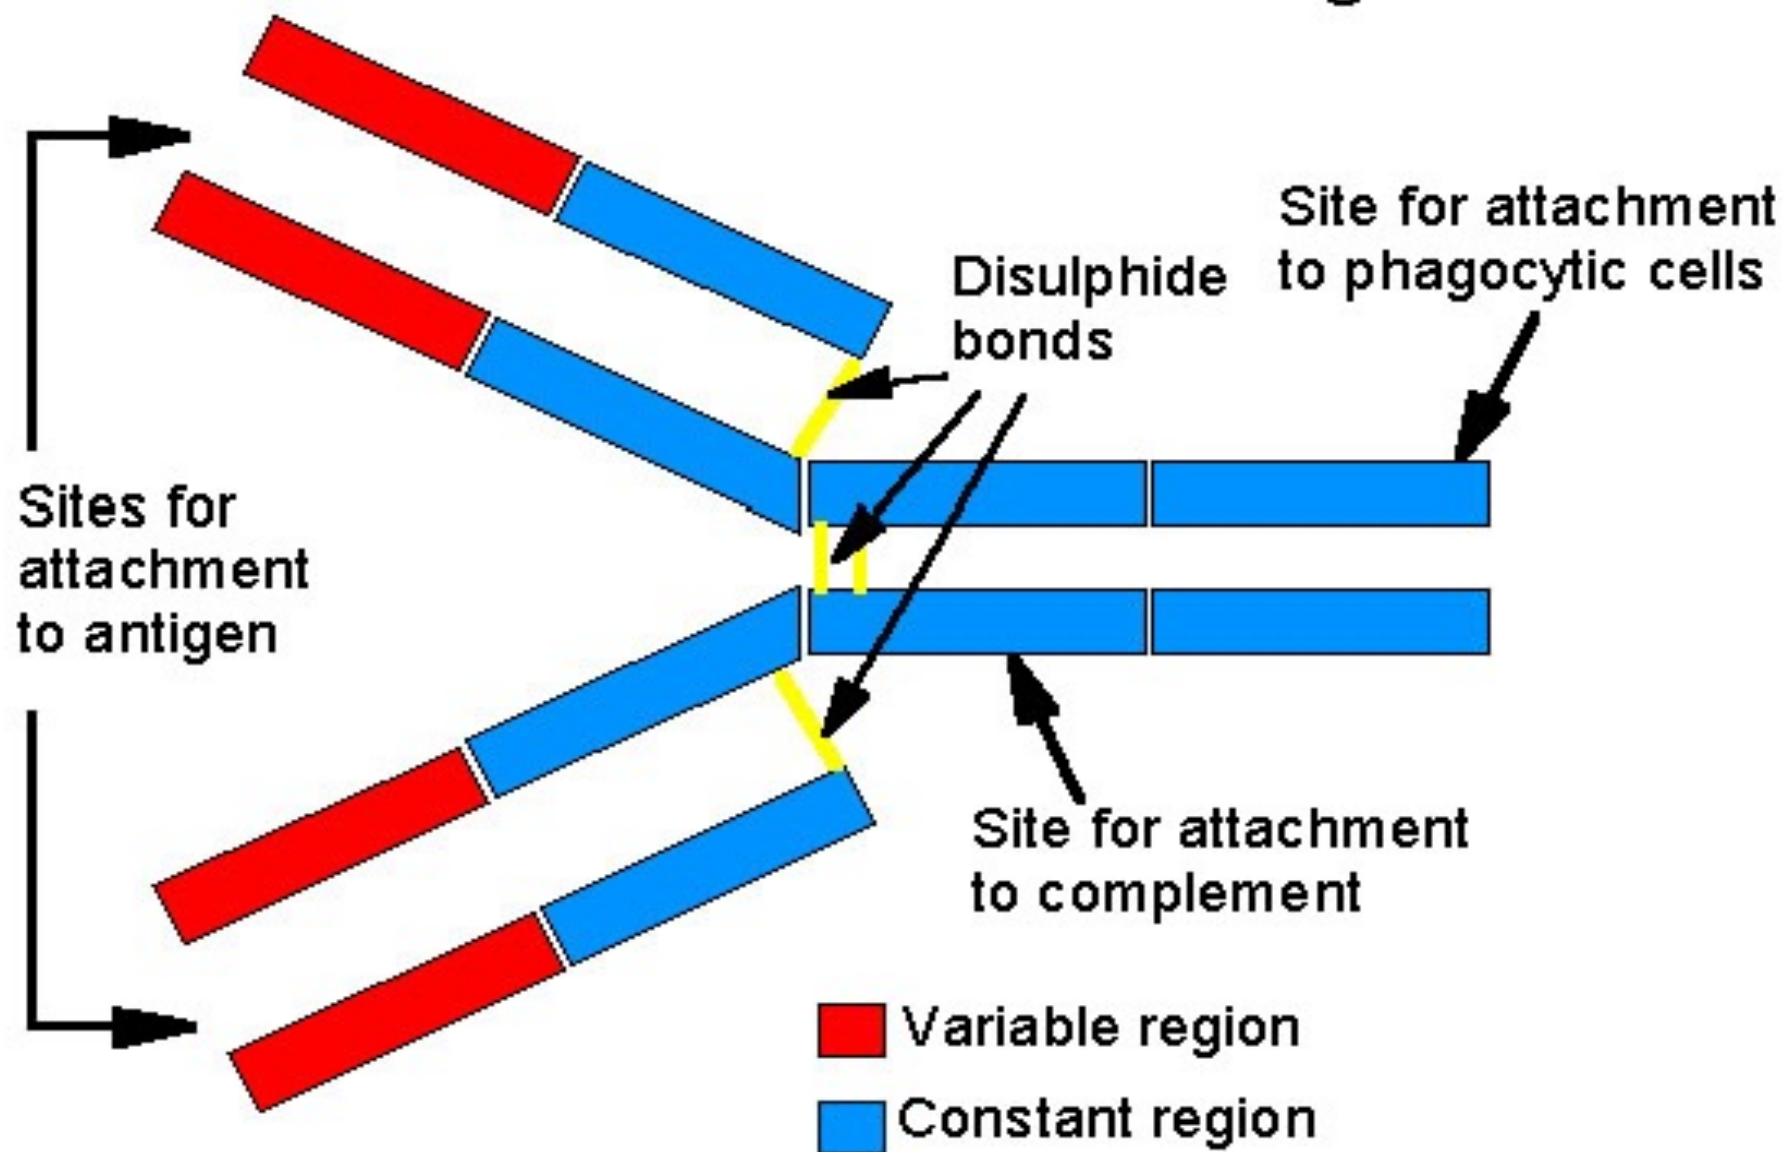 Site for attachment
to phagocytic cells
Disulphide
bonds
Sites for
attachment
to antigen
Site for attachment
to complement
Variable region
Constant region